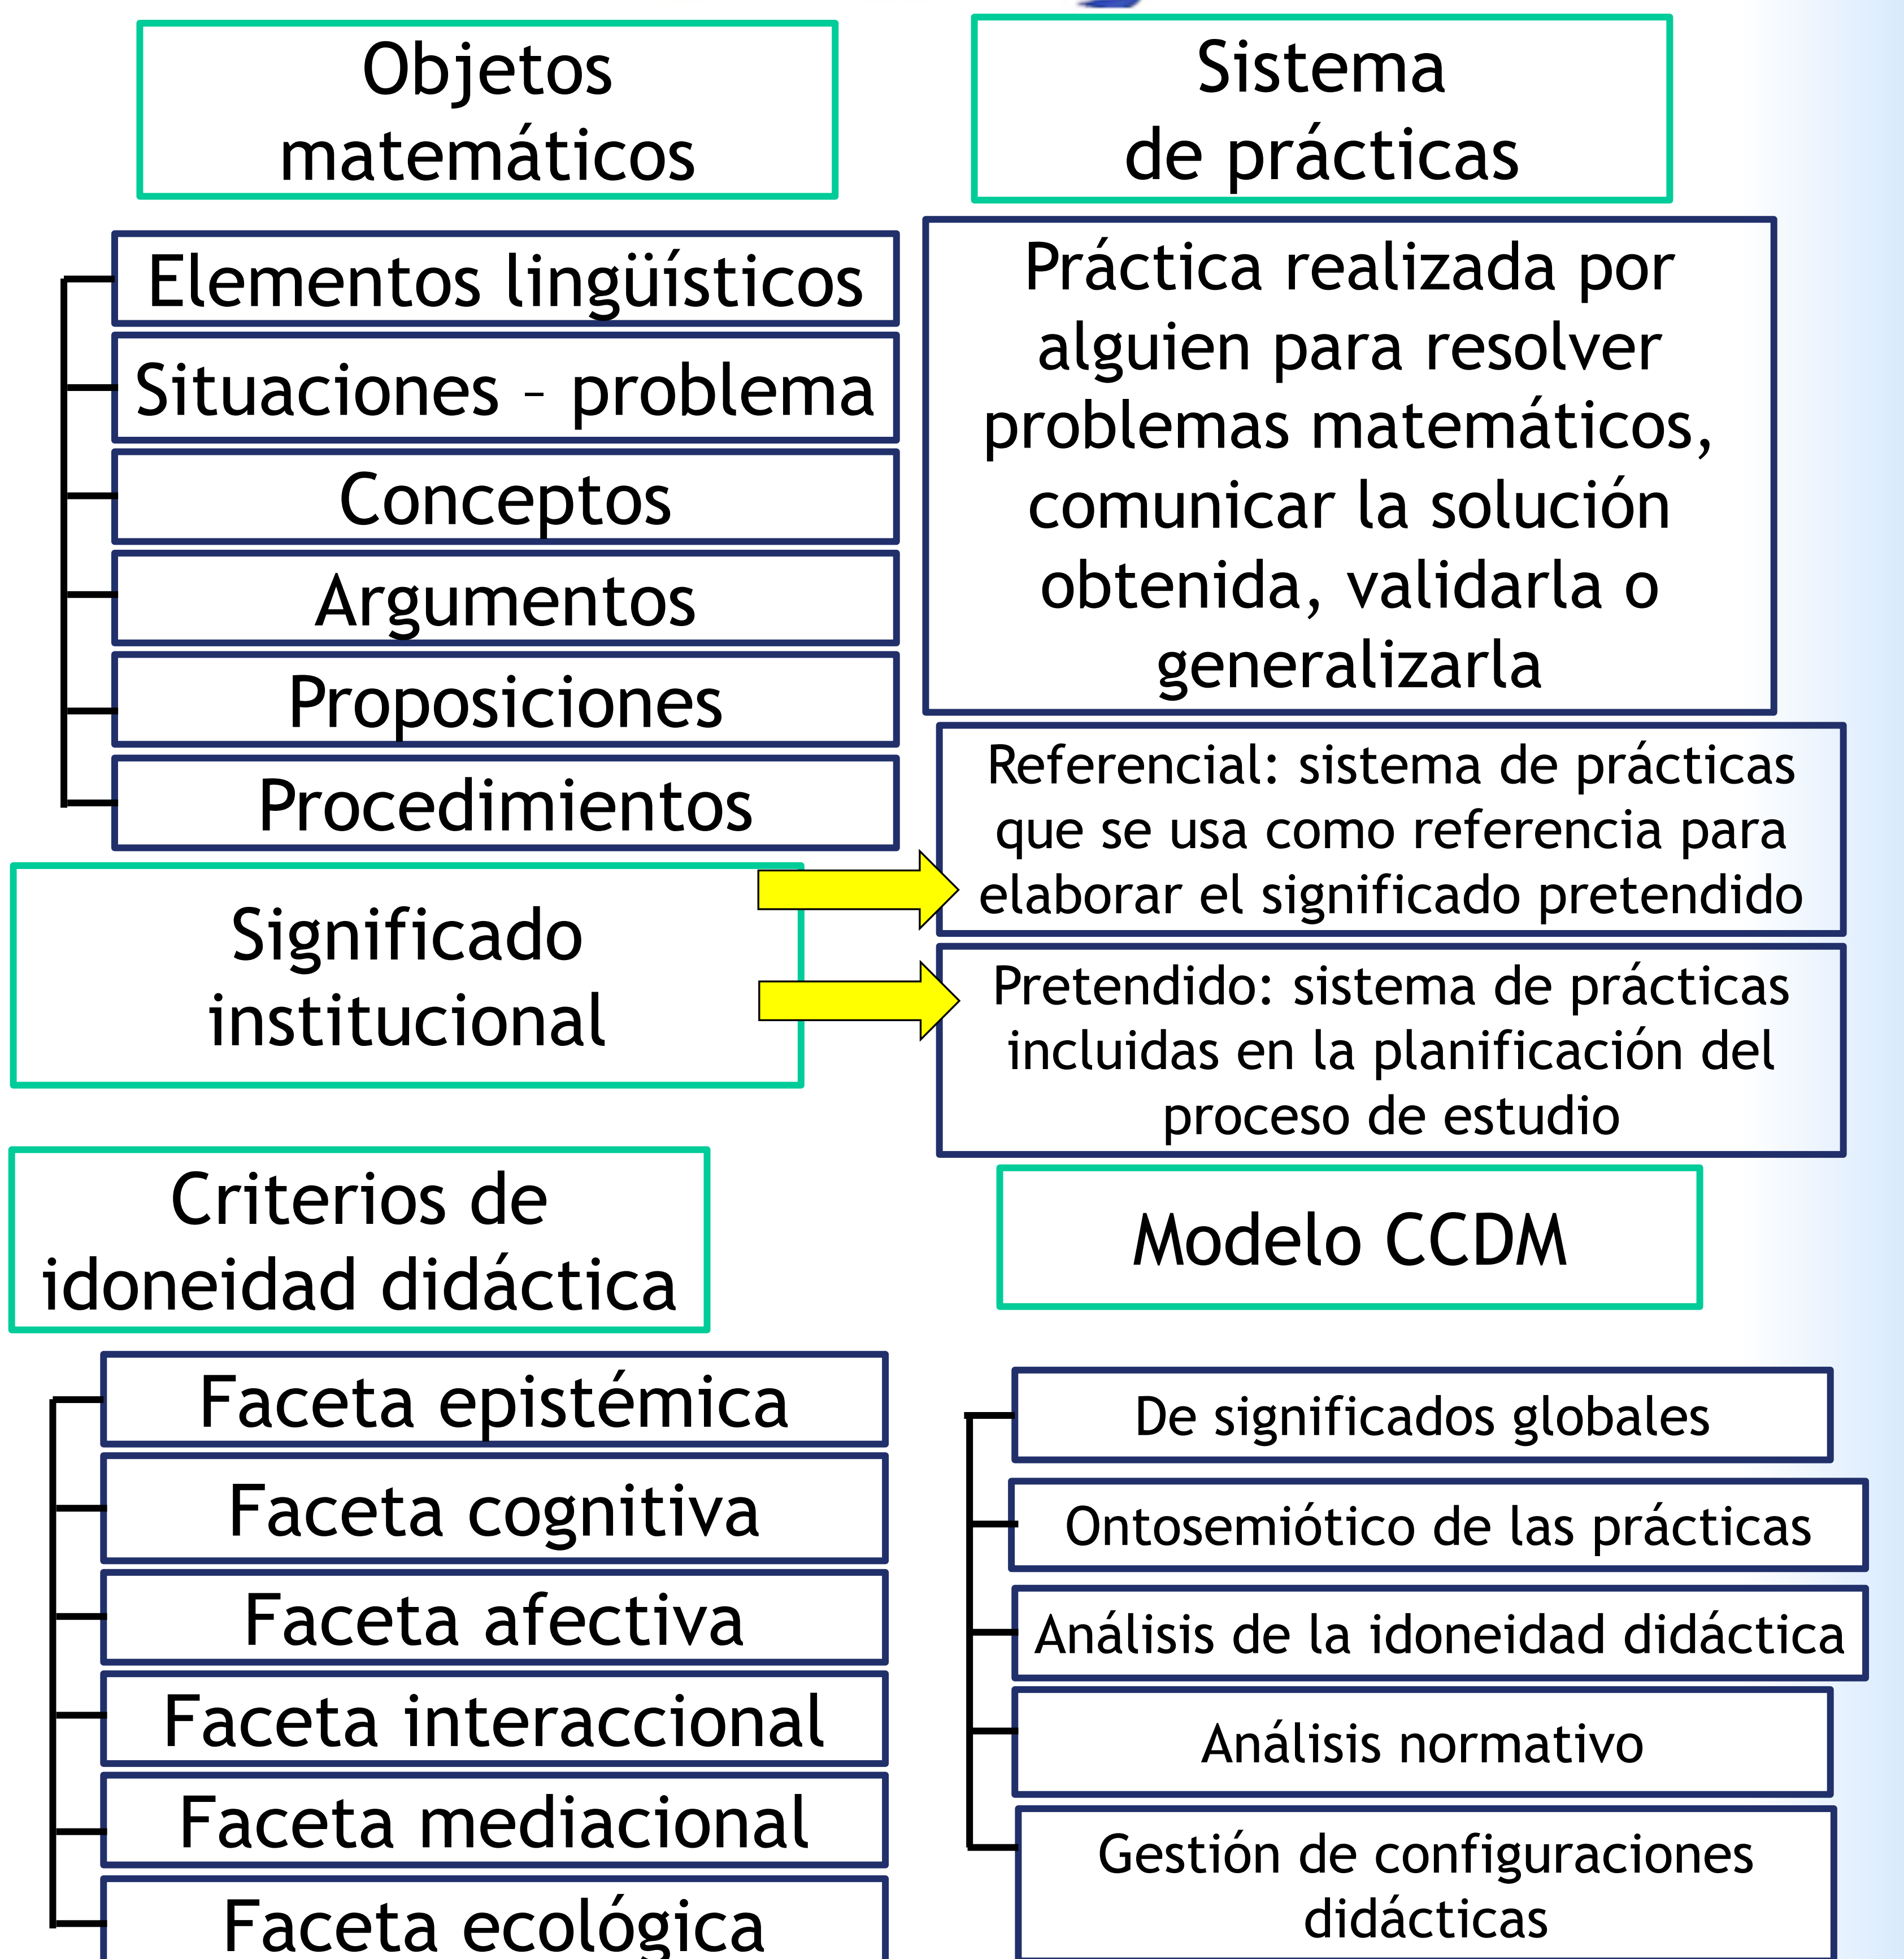 Objetos
matemáticos
Elementos lingüísticos
Situaciones – problema
Conceptos
Argumentos
Proposiciones
Procedimientos
Sistema
de prácticas
Práctica realizada por
alguien para resolver
problemas matemáticos,
comunicar la solución
obtenida, validarla o
generalizarla
Significado
institucional
Referencial: sistema de prácticas
que se usa como referencia para
elaborar el significado pretendido
Pretendido: sistema de prácticas
incluidas en la planificación del
proceso de estudio
Criterios de
idoneidad didáctica
Faceta epistémica
Faceta cognitiva
Faceta afectiva
Faceta interaccional
Faceta mediacional
Faceta ecológica
Modelo CCDM
De significados globales
Ontosemiótico de las prácticas
Análisis de la idoneidad didáctica
Análisis normativo
Gestión de configuraciones
didácticas